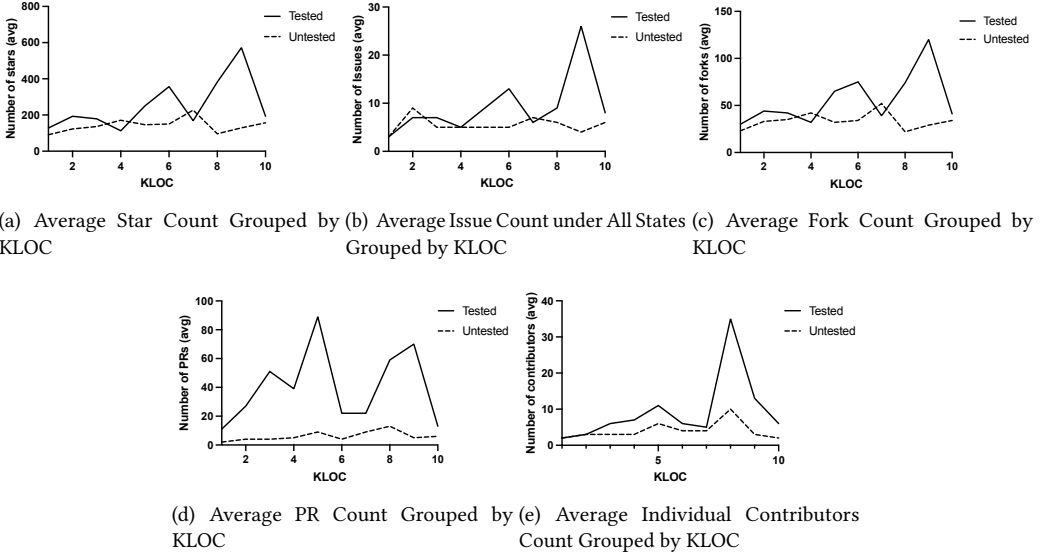 Number of stars (avg)
800
600
400
200
0
2 4 6 8 10
KLOC
Tested
Untested
Number of Issues (avg)
30
20
10
0
2 4 6 8 10
KLOC
Tested
Untested
Number of forks (avg)
150
100
50
0
2 4 6 8 10
KLOC
Tested
Untested
(a) Average Star Count Grouped by
KLOC
(b) Average Issue Count under All States
Grouped by KLOC
(c) Average Fork Count Grouped by
KLOC
Number of PRs (avg)
100
80
60
40
20
0
2 4 6 8 10
KLOC
Tested
Untested
Number of contributors (avg)
40
30
20
10
0
5 10
KLOC
Tested
Untested
(d) Average PR Count Grouped by
KLOC
(e) Average Individual Contributors
Count Grouped by KLOC